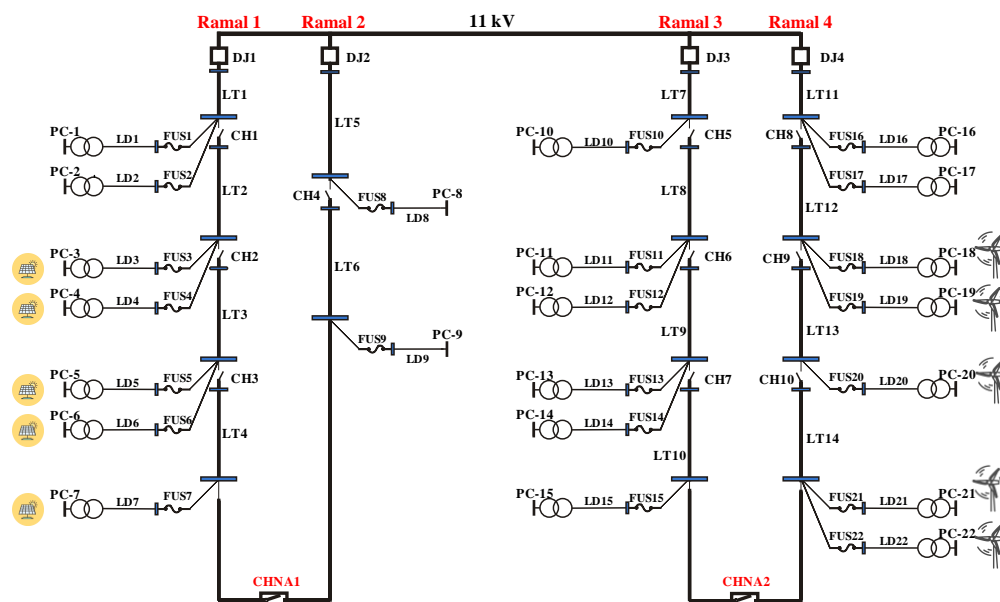 Ramal 1 Ramal 2 11 kV Ramal 3 Ramal 4
DJ1 DJ2 DJ3 DJ4
LT1 LT7 LT11
LT5
PC-1 LD1 FUS1 CH1 PC-10 LD10 FUS10 CH5 CH8 FUS16 LD16 PC-16
PC-2 LD2 FUS2 FUS17 LD17 PC-17
LT2 CH4 FUS8 LD8 PC-8 LT8 LT12
PC-3 LD3 FUS3 CH2 PC-11 LD11 FUS11 CH6 CH9 FUS18 LD18 PC-18
LT6
PC-4 LD4 FUS4 PC-12 LD12 FUS12 FUS19 LD19 PC-19
LT3 LT9 LT13
FUS9 LD9 PC-9
PC-5 LD5 FUS5 CH3 PC-13 LD13 FUS13 CH7 CH10 FUS20 LD20 PC-20
PC-6 LD6 FUS6 PC-14 LD14 FUS14
LT4 LT10 LT14
PC-7 LD7 FUS7 PC-15 LD15 FUS15 FUS21 LD21 PC-21
FUS22 LD22 PC-22
CHNA1 CHNA2